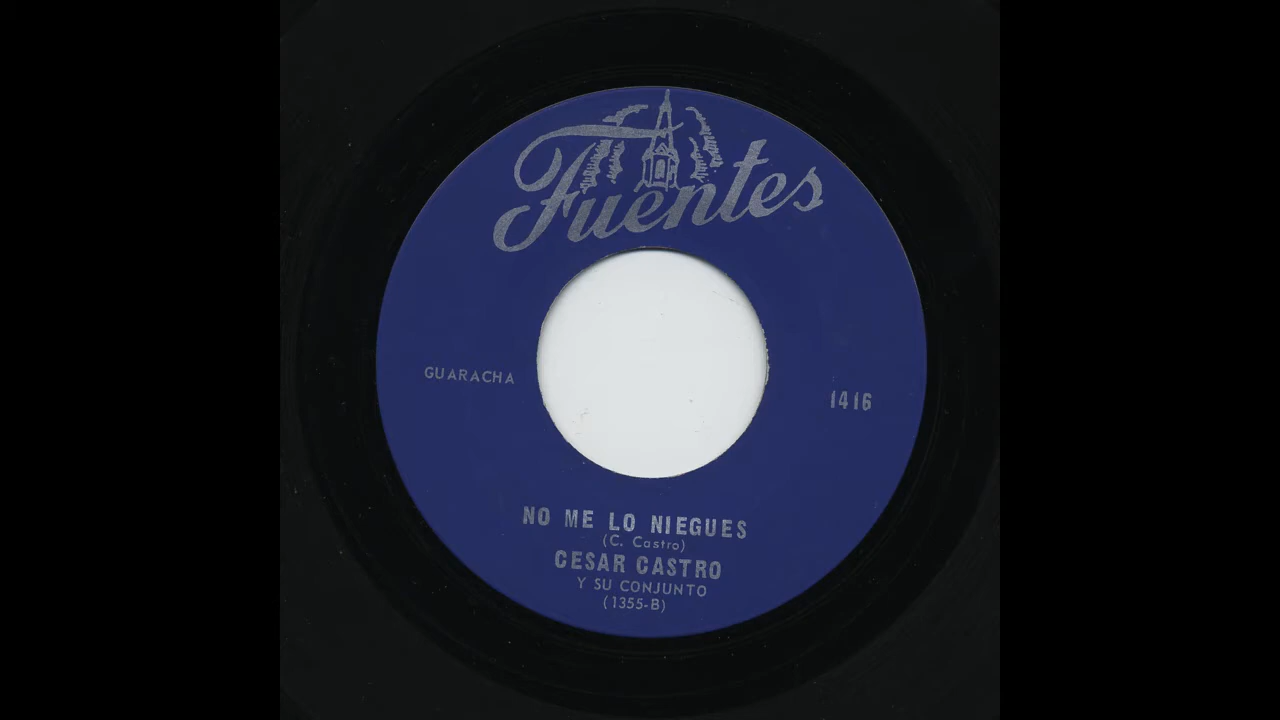 Fuentes
GUARACHA
1416
NO ME LO NIEGUES
(C. Castro)
CESAR CASTRO
Y SU CONJUNTO
(1355-B)